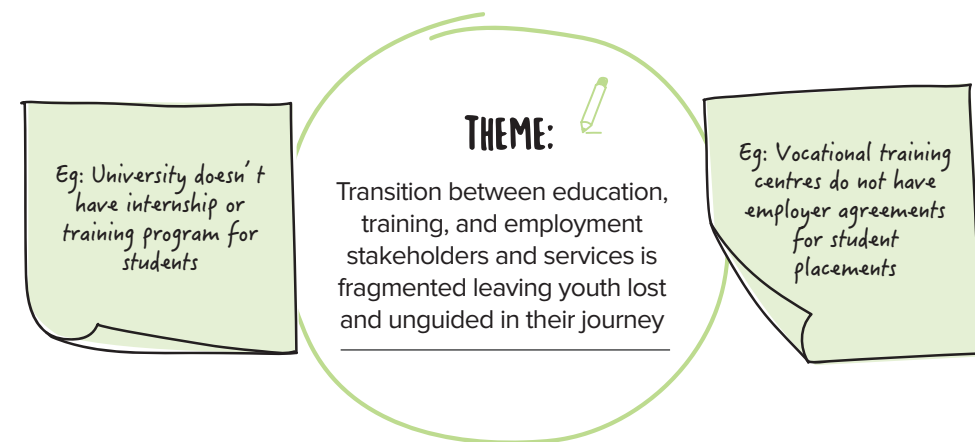 Eg: University doesn't
have internship or
training program for
students
THEME:
Transition between education,
training, and employment
stakeholders and services is
fragmented leaving youth lost
and unguided in their journey
Eg: Vocational training
centres do not have
employer agreements
for student
placements